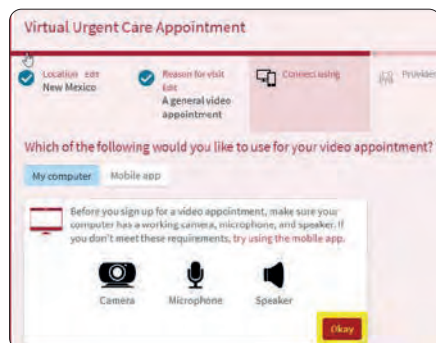 Virtual Urgent Care Appointment
Location Edit
New Mexico
Reason for visit
Edit
A general video
appointment
Connect using
Provider
Which of the following would you like to use for your video appointment?
My computer
Mobile app
Before you sign up for a video appointment, make sure your
computer has a working camera, microphone, and speaker. If
you don't meet these requirements, try using the mobile app.
Camera
Microphone
Speaker
Okay